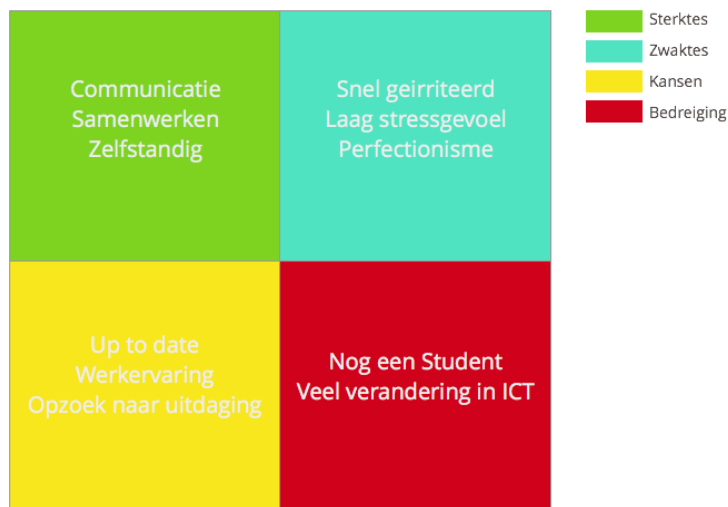 Communicatie
Samenwerken
Zelfstandig
Snel geirriteerd
Laag stressgevoel
Perfectionisme
Up to date
Werkervaring
Opzoek naar uitdaging
Nog een Student
Veel verandering in ICT
Sterktes
Zwaktes
Kansen
Bedreiging